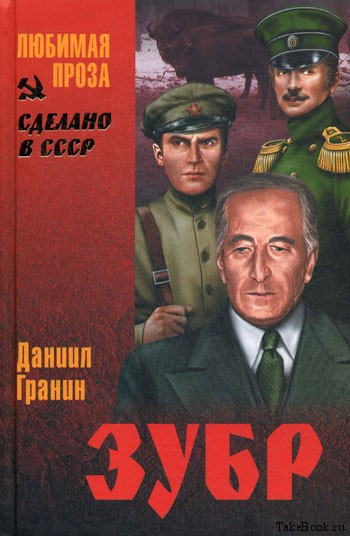 ЛЮБИМАЯ
ПРОЗА
СДЕЛАНО
В СССР
Даниил
Гранин
ЗУБР
TakeBook.ru